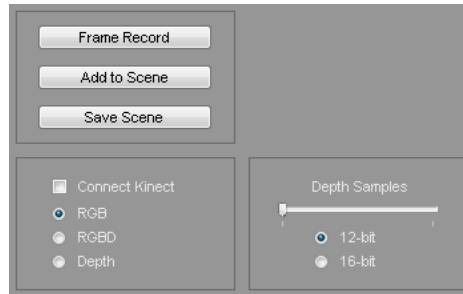 Frame Record
Add to Scene
Save Scene
Connect Kinect
RGB
RGBD
Depth
Depth Samples
12-bit
16-bit